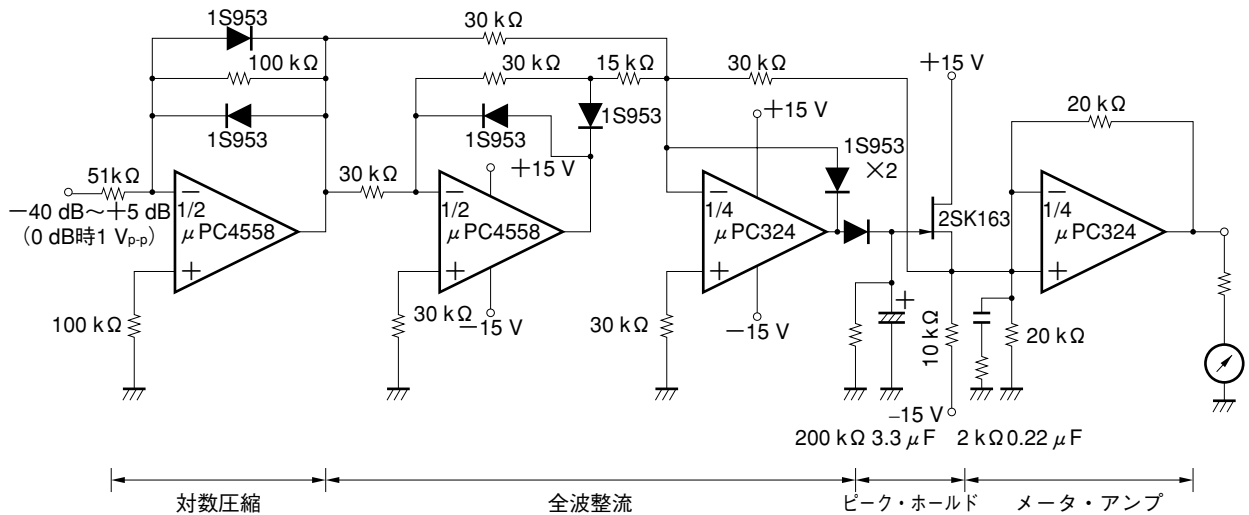 1S953
100 kΩ
1S953
51kΩ
−40 dB～+5 dB
（0 dB時1 Vp-p）
1/2
μPC4558
100 kΩ
30 kΩ
30 kΩ
15 kΩ
1S953
1S953
+15 V
30 kΩ
1/2
μPC4558
30 kΩ
−15 V
30 kΩ
+15 V
1S953
×2
1/4
μPC324
30 kΩ
−15 V
+15 V
2SK163
+
10 kΩ
−15 V
200 kΩ 3.3 μF
2 kΩ 0.22 μF
20 kΩ
1/4
μPC324
20 kΩ
対数圧縮
全波整流
ピーク・ホールド
メータ・アンプ